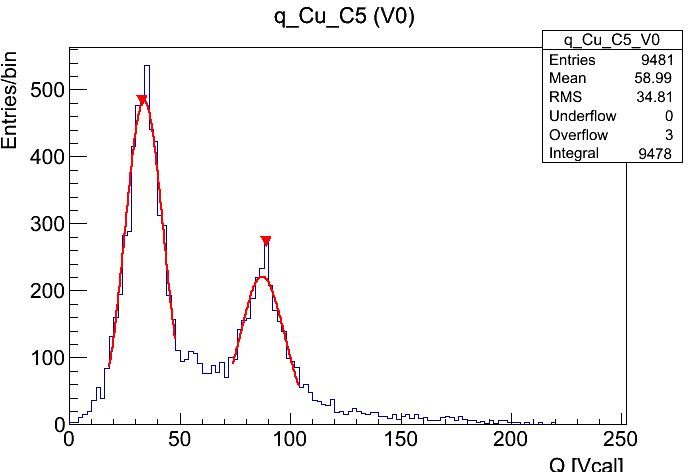 q_Cu_C5 (V0)
q_Cu_C5_V0
Entries 9481
Mean 58.99
RMS 34.81
Underflow 0
Overflow 3
Integral 9478
Entries/bin
500
400
300
200
100
0
0 50 100 150 200 250
Q [Vcal]